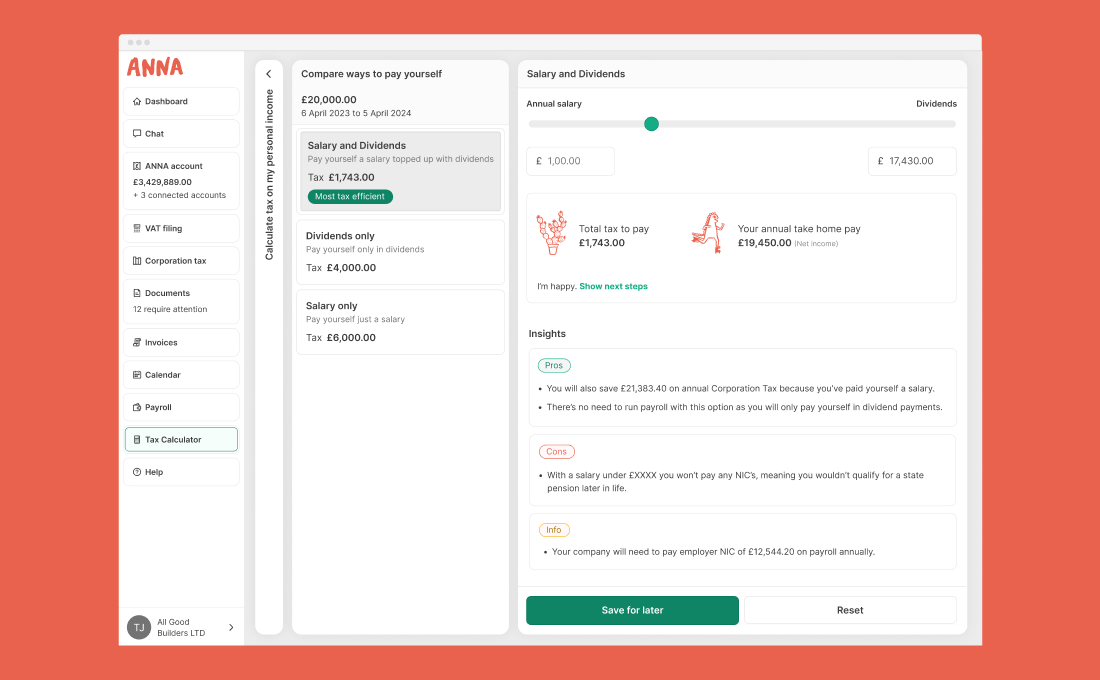 ANNA
Dashboard
Chat
ANNA account
£3,429,889.00
+ 3 connected accounts
VAT filing
Corporation tax
Documents
12 require attention
Invoices
Calendar
Payroll
Tax Calculator
Help
TJ
All Good
Builders LTD
Calculate tax on my personal income
Compare ways to pay yourself
£20,000.00
6 April 2023 to 5 April 2024
Salary and Dividends
Pay yourself a salary topped up with dividends
Tax £1,743.00
Most tax efficient
Dividends only
Pay yourself only in dividends
Tax £4,000.00
Salary only
Pay yourself just a salary
Tax £6,000.00
Salary and Dividends
Annual salary
Dividends
£ 1,00.00
£ 17,430.00
Total tax to pay
£1,743.00
Your annual take home pay
£19,450.00 (Net income)
I'm happy. Show next steps
Insights
Pros
• You will also save £21,383.40 on annual Corporation Tax because you've paid yourself a salary.
• There's no need to run payroll with this option as you will only pay yourself in dividend payments.
Cons
• With a salary under £XXXX you won't pay any NIC's, meaning you wouldn't qualify for a state
pension later in life.
Info
• Your company will need to pay employer NIC of £12,544.20 on payroll annually.
Save for later
Reset